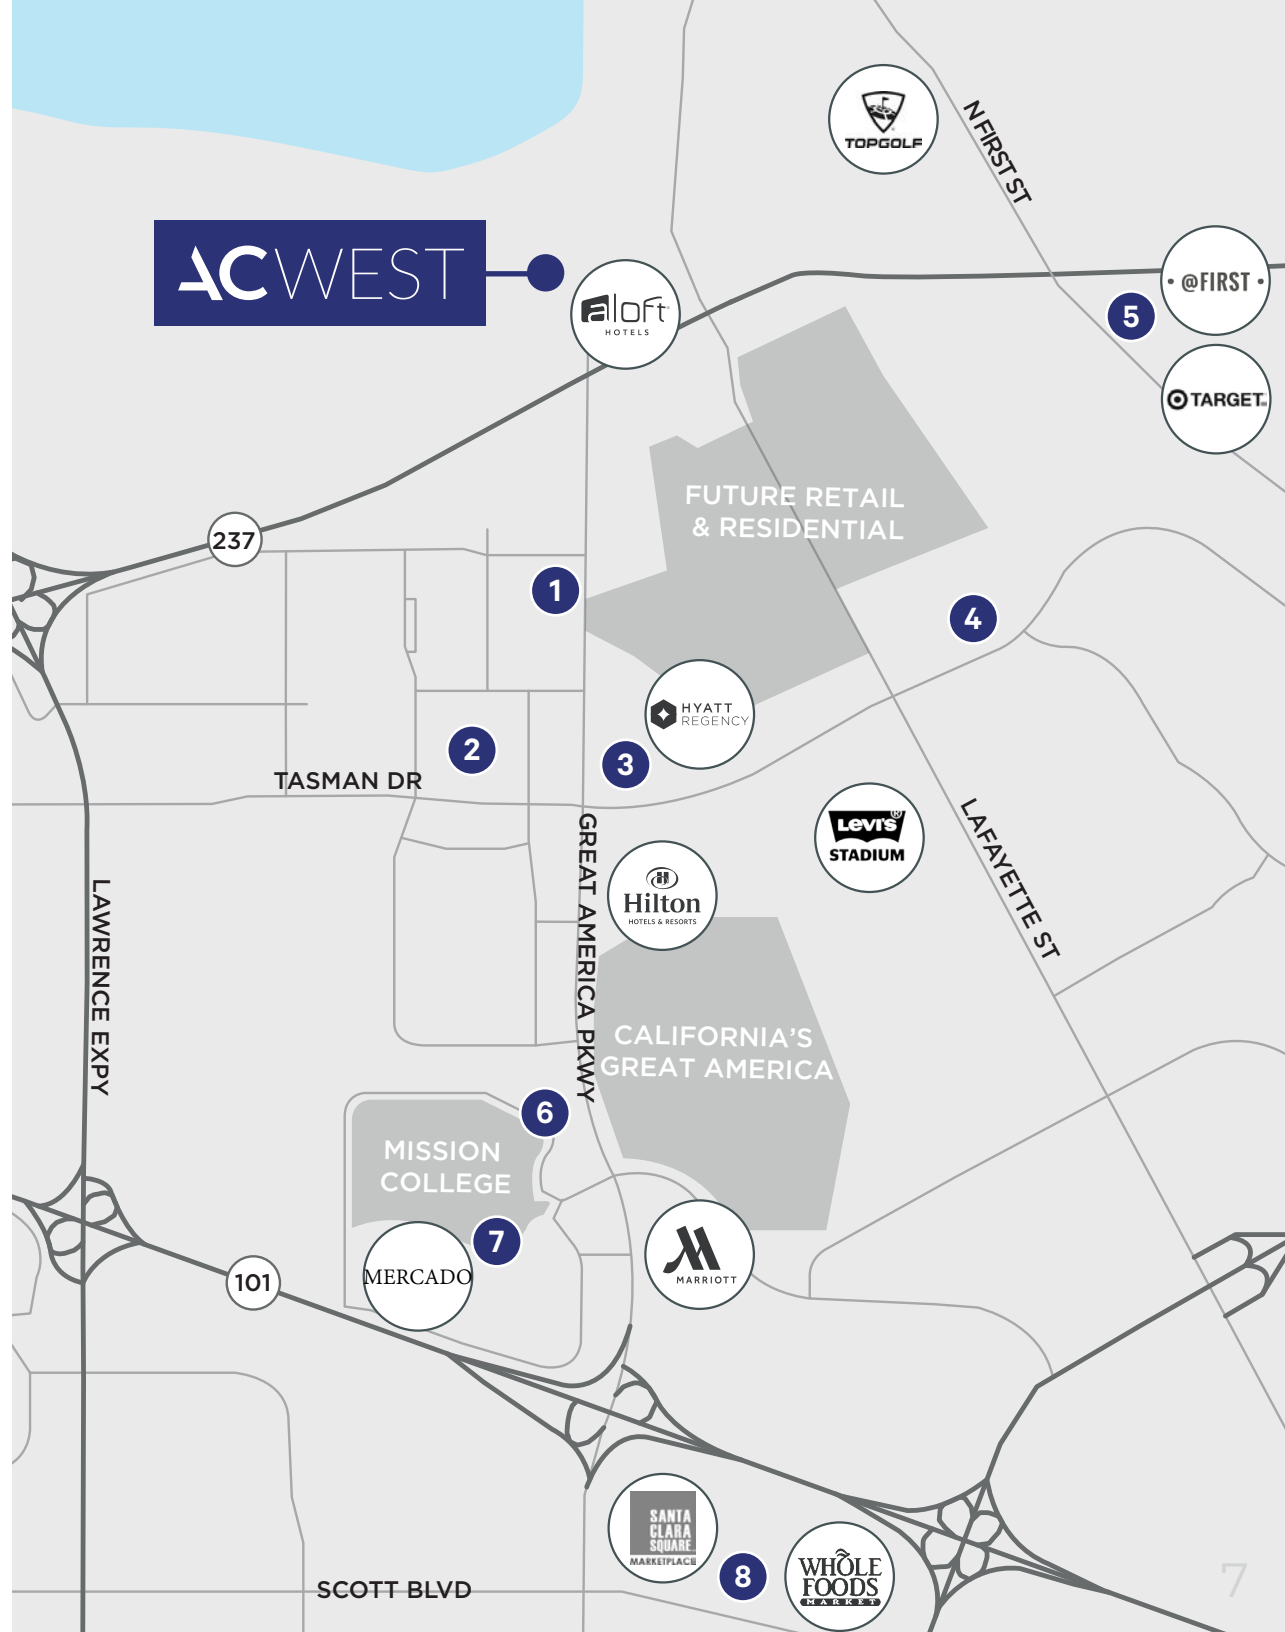 TOPGOLF
N FIRST ST
ACWEST
aloft
HOTELS
• @FIRST •
5
TARGET
FUTURE RETAIL
& RESIDENTIAL
237
1
4
HYATT
REGENCY
2
3
TASMAN DR
LEVI'S®
STADIUM
LAFAYETTE ST
GREAT AMERICA PKWY
Hilton
HOTELS & RESORTS
LAWRENCE EXPY
CALIFORNIA'S
GREAT AMERICA
6
MISSION
COLLEGE
7
MERCADO
MARRIOTT
101
SANTA
CLARA
SQUARE
MARKETPLACE
8
WHOLE
FOODS
MARKET
SCOTT BLVD
7